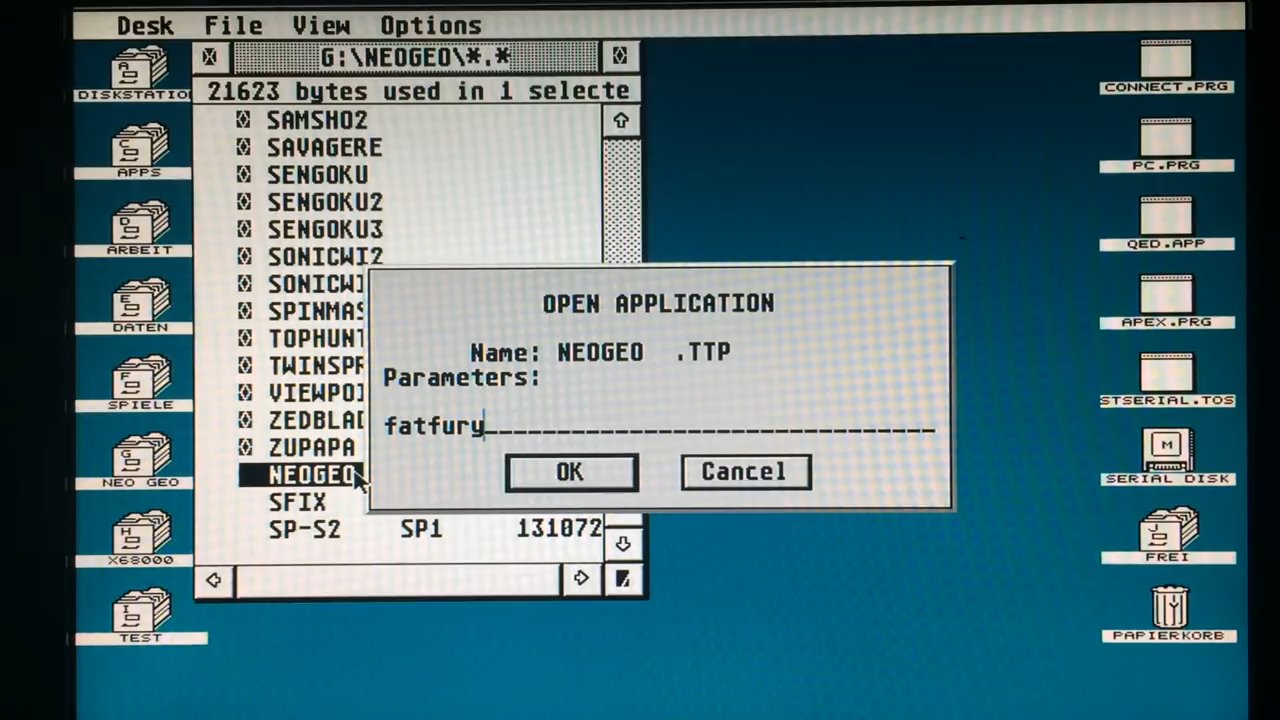 Desk File View Options
G:\NEOGEO\*.*
21623 bytes used in 1 selecte
SAMSHO2
SAVAGERE
SENGOKU
SENGOKU2
SENGOKU3
SONICWI2
SONICWI
SPINMAS
TOPHUNT
TWINSPR
VIEWPOI
ZEDBLAD
ZUPAPA
NEOGEO
SFIX
SP-S2 SP1 131072
OPEN APPLICATION
Name: NEOGEO .TTP
Parameters:
fatfury
OK Cancel
A
DISKSTATIO
C
APPS
D
ARBEIT
E
DATEN
F
SPIELE
G
NEO GEO
H
X68000
I
TEST
CONNECT.PRG
PC.PRG
QED.APP
APEX.PRG
STSERIAL.TOS
M
SERIAL DISK
J
FREI
PAPIERKORB